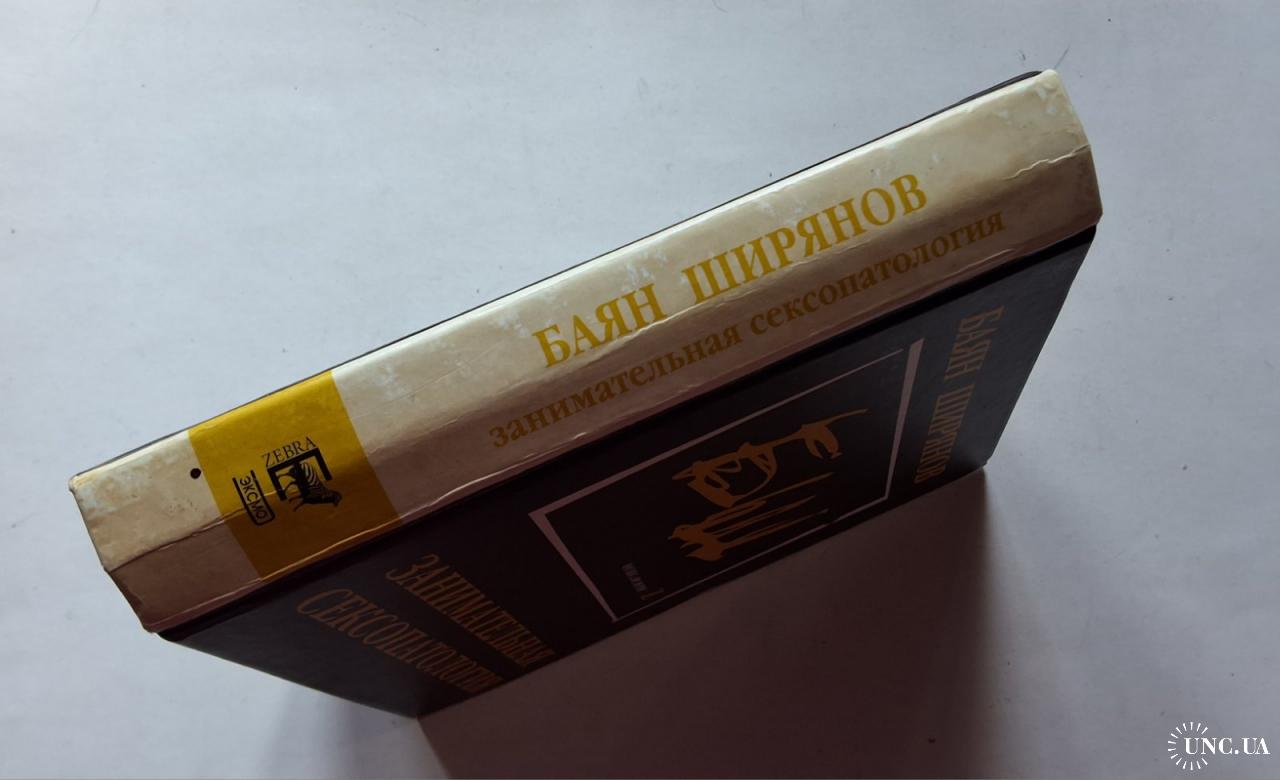 БАЯН ШИРЯНОВ
занимательная сексопатология
ZEBRA
ЭКСМО
БАЯН ШИРЯНОВ
ЗАНИМАТЕЛЬНАЯ
СЕКСОПАТОЛОГИЯ
UNC.UA